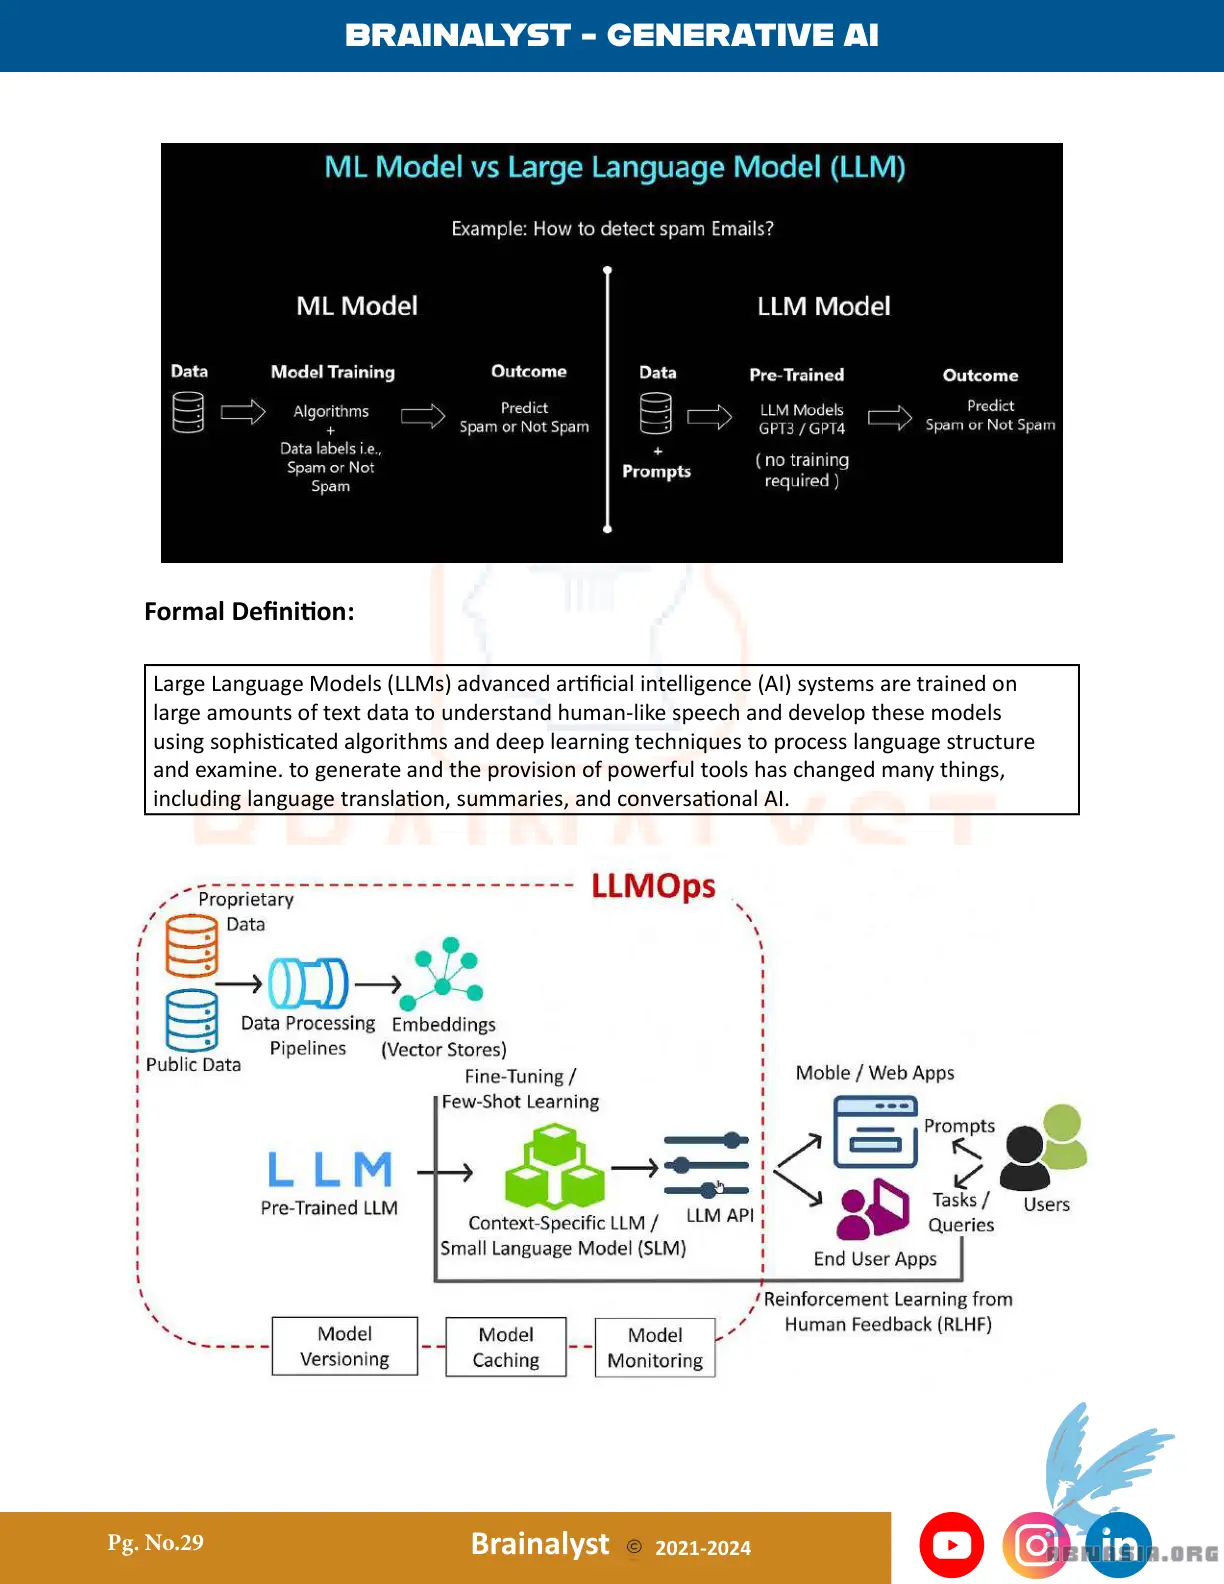 BRAINALYST - GENERATIVE AI
ML Model vs Large Language Model (LLM)
Example: How to detect spam Emails?
ML Model
Data
Model Training
Algorithms
+
Data labels i.e.,
Spam or Not
Spam
Outcome
Predict
Spam or Not Spam
LLM Model
Data
+
Prompts
Pre-Trained
LLM Models
GPT3 / GPT4
( no training
required )
Outcome
Predict
Spam or Not Spam
Formal Definition:
Large Language Models (LLMs) advanced artificial intelligence (AI) systems are trained on
large amounts of text data to understand human-like speech and develop these models
using sophisticated algorithms and deep learning techniques to process language structure
and examine. to generate and the provision of powerful tools has changed many things,
including language translation, summaries, and conversational AI.
BRAINALYST
LLMOps
Proprietary
Data
Public Data
Data Processing
Pipelines
Embeddings
(Vector Stores)
Fine-Tuning /
Few-Shot Learning
LLM
Pre-Trained LLM
Context-Specific LLM /
Small Language Model (SLM)
LLM API
Moble / Web Apps
Prompts
Tasks /
Queries
Users
End User Apps
Reinforcement Learning from
Human Feedback (RLHF)
Model
Versioning
Model
Caching
Model
Monitoring
Pg. No.29
Brainalyst © 2021-2024
in
ABNASIA.ORG